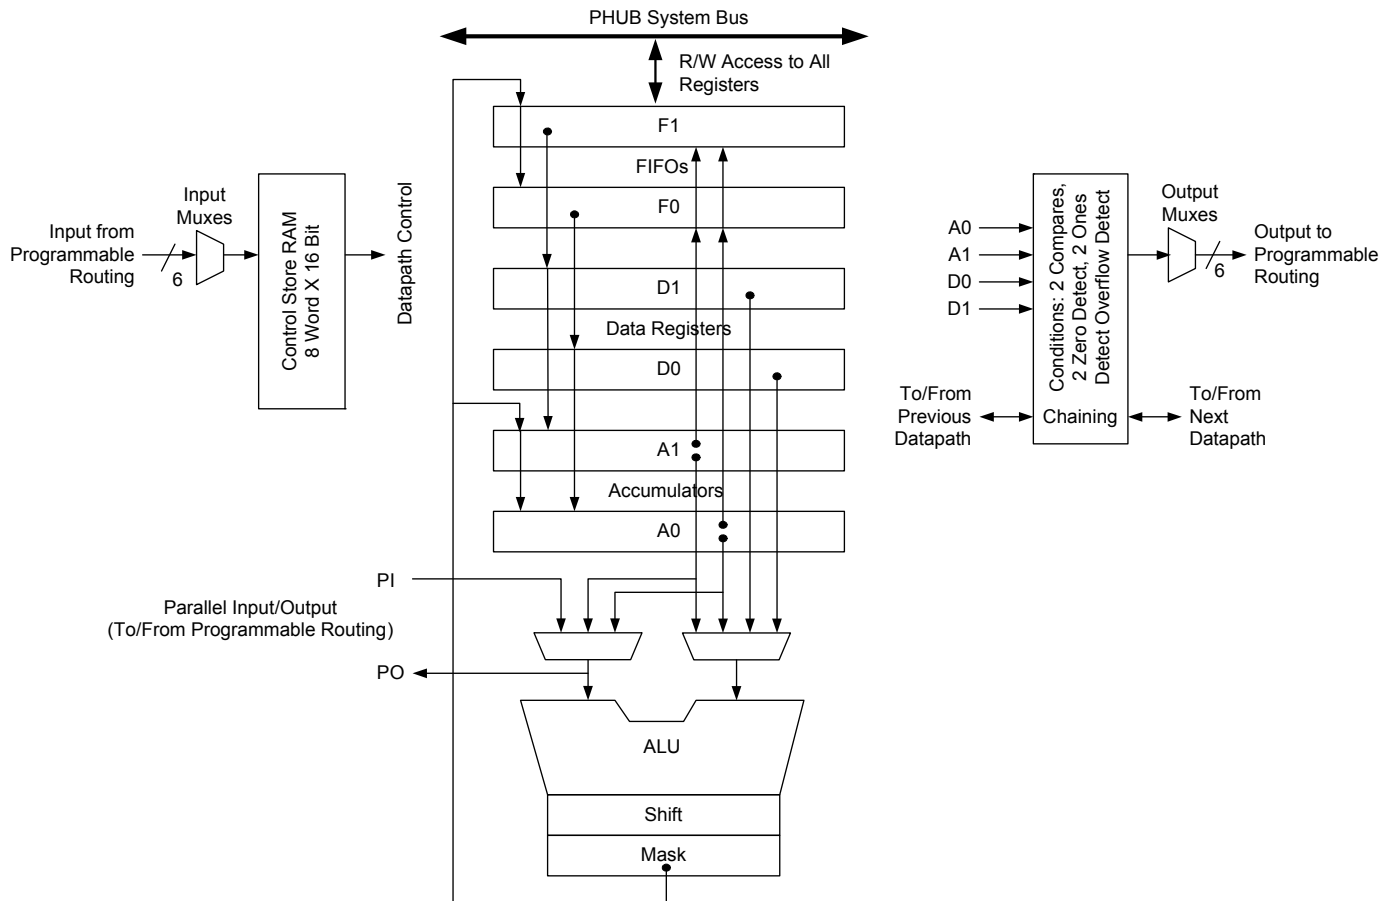 PHUB System Bus
R/W Access to All
Registers
F1
FIFOs
F0
D1
Data Registers
D0
A1
Accumulators
A0
Input from
Programmable
Routing
6
Input
Muxes
Control Store RAM
8 Word X 16 Bit
Datapath Control
PI
Parallel Input/Output
(To/From Programmable Routing)
PO
ALU
Shift
Mask
A0
A1
D0
D1
Conditions: 2 Compares,
2 Zero Detect, 2 Ones
Detect Overflow Detect
Chaining
To/From
Previous
Datapath
To/From
Next
Datapath
Output
Muxes
6
Output to
Programmable
Routing